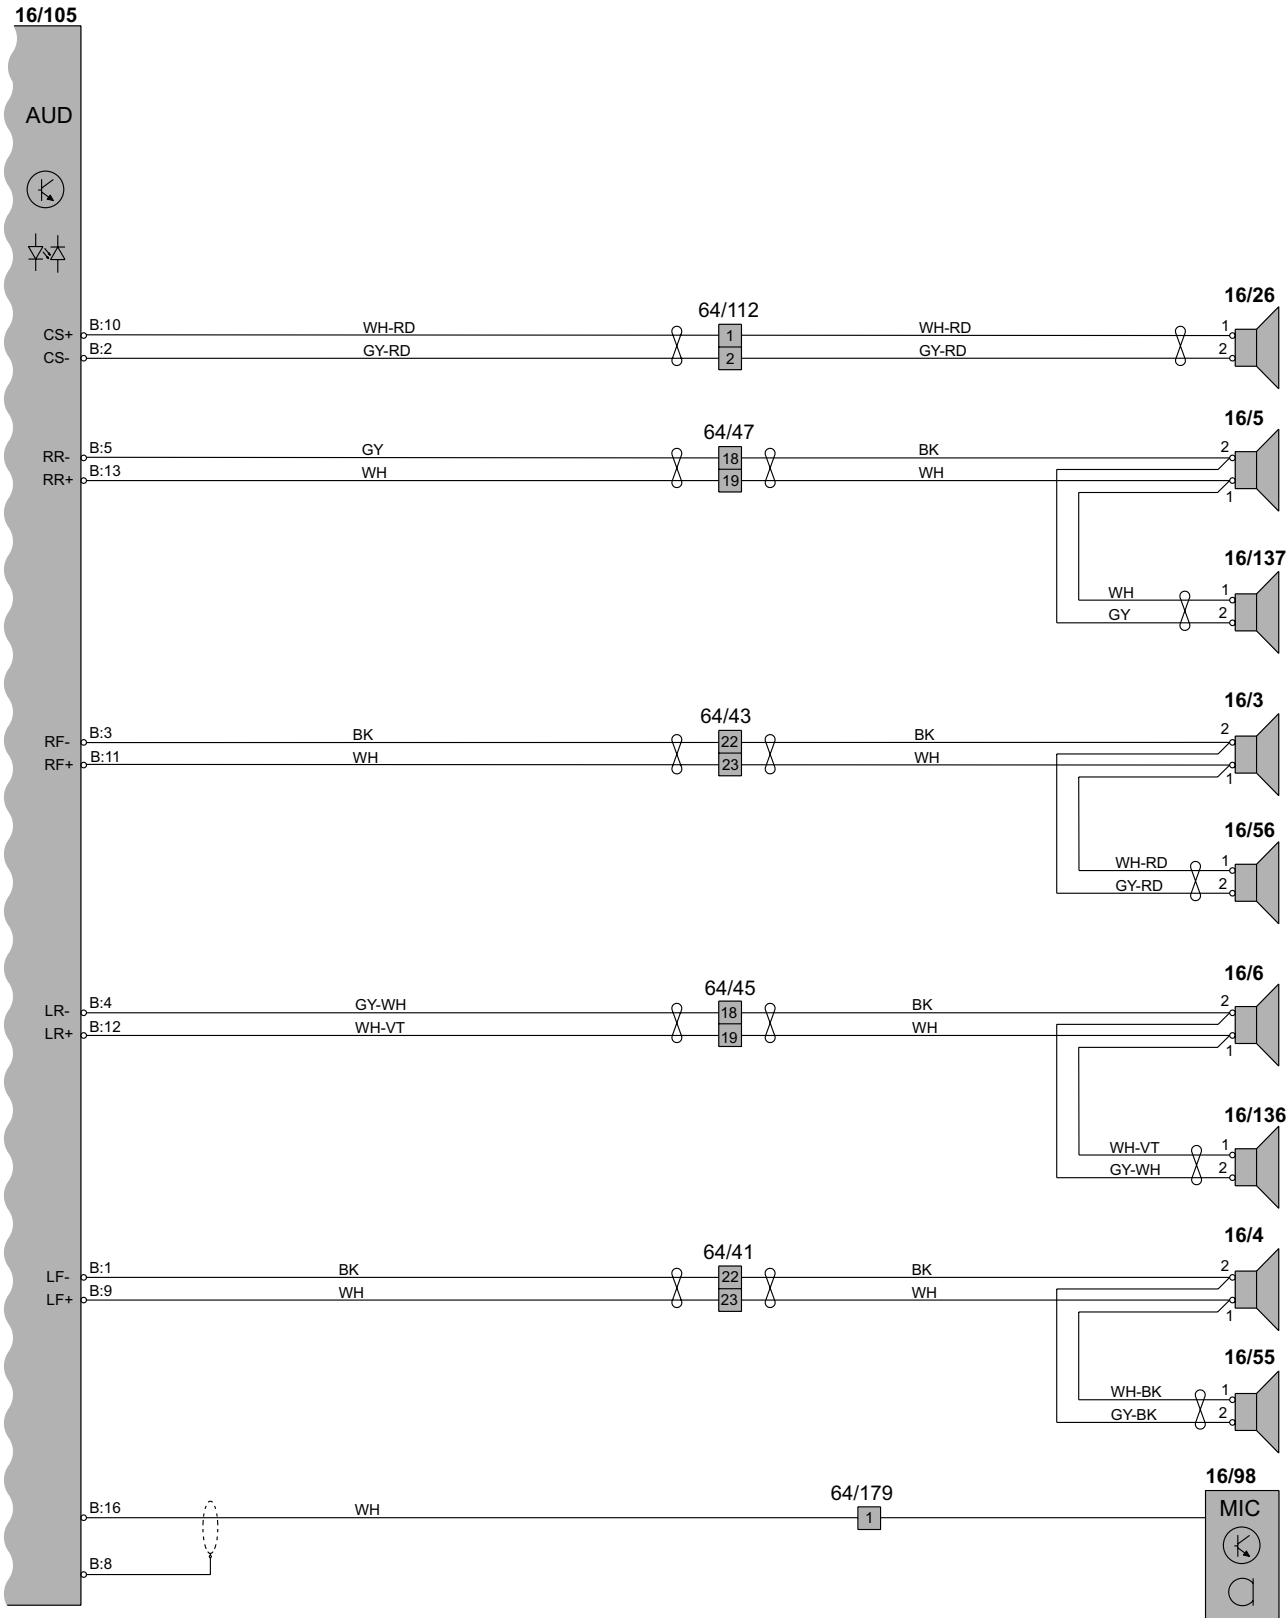 16/105
AUD
16/26
64/112
CS+ B:10 WH-RD 1 WH-RD 1
CS- B:2 GY-RD 2 GY-RD 2
16/5
64/47
RR- B:5 GY 18 BK 2
RR+ B:13 WH 19 WH 1
16/137
WH 1
GY 2
16/3
64/43
RF- B:3 BK 22 BK 2
RF+ B:11 WH 23 WH 1
16/56
WH-RD 1
GY-RD 2
16/6
64/45
LR- B:4 GY-WH 18 BK 2
LR+ B:12 WH-VT 19 WH 1
16/136
WH-VT 1
GY-WH 2
16/4
64/41
LF- B:1 BK 22 BK 2
LF+ B:9 WH 23 WH 1
16/55
WH-BK 1
GY-BK 2
16/98
64/179
B:16 WH 1 MIC
B:8